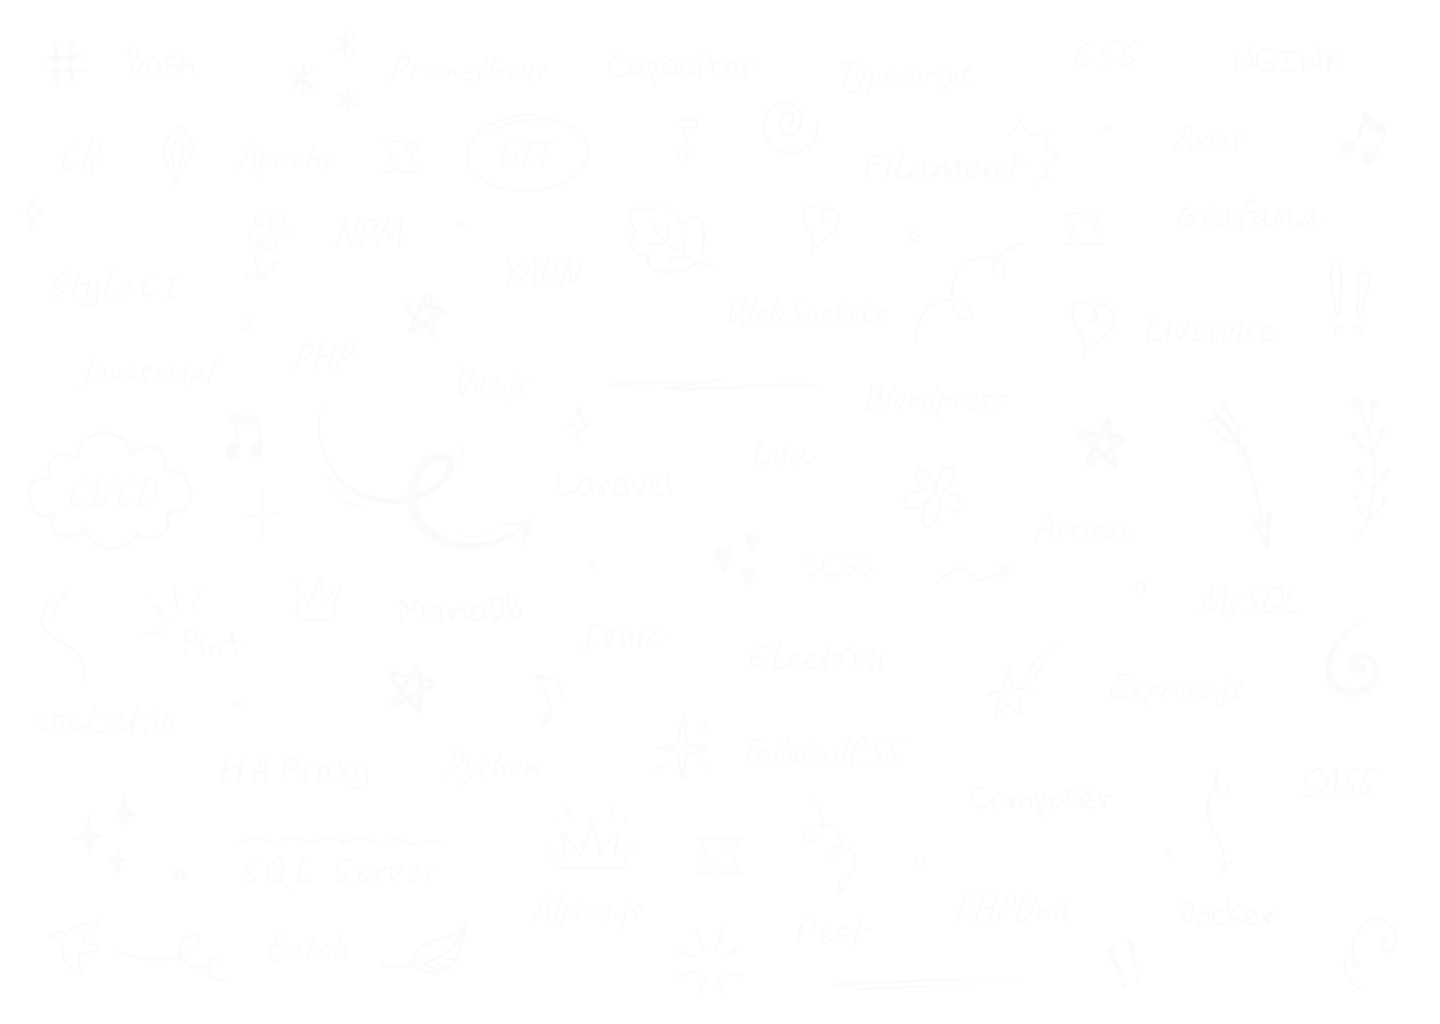 Bash
Prometheus
Capacitor
Typescript
CSS
NGINX
C#
Apache
GIT
Filament
Axios
NPM
Grafana
StyleCI
YARN
WebSockets
Livewire
Javascript
PHP
Vue.js
Wordpress
CI/CD
Laravel
Lua
Artisan
SCSS
MariaDB
MySQL
Pint
Ionic
Electron
Express.js
socket.io
HA Proxy
Python
TailwindCSS
Composer
SASS
SQL Server
Alpine.js
Pest
PHPUnit
Docker
Batch